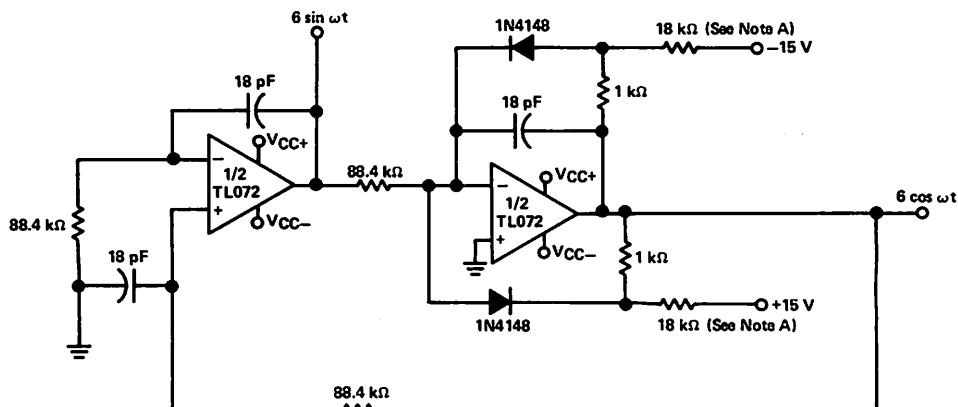 6 sin ωt
1N4148
18 kΩ (See Note A)
–15 V
18 pF
1 kΩ
18 pF
VCC+
–
1/2
TL072
+
VCC–
88.4 kΩ
VCC+
–
1/2
TL072
+
VCC–
6 cos ωt
88.4 kΩ
18 pF
1 kΩ
1N4148
+15 V
18 kΩ (See Note A)
88.4 kΩ